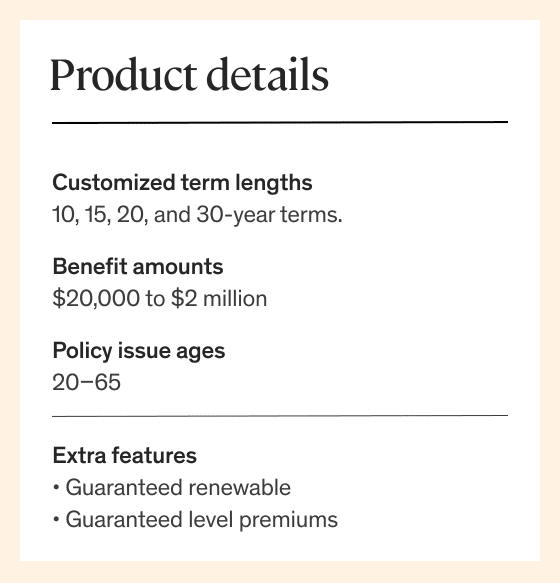 Product details
Customized term lengths
10, 15, 20, and 30-year terms.
Benefit amounts
$20,000 to $2 million
Policy issue ages
20–65
Extra features
• Guaranteed renewable
• Guaranteed level premiums